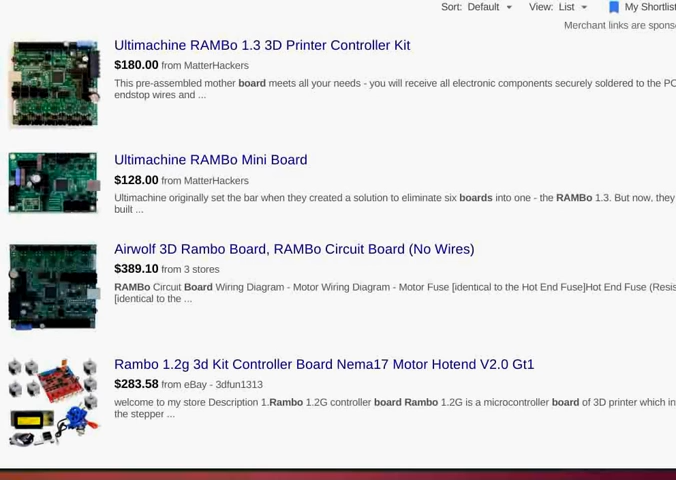 Sort: Default View: List My Shortlist
Merchant links are spons
Ultimachine RAMBo 1.3 3D Printer Controller Kit
$180.00 from MatterHackers
This pre-assembled mother board meets all your needs - you will receive all electronic components securely soldered to the PC
endstop wires and ...
Ultimachine RAMBo Mini Board
$128.00 from MatterHackers
Ultimachine originally set the bar when they created a solution to eliminate six boards into one - the RAMBo 1.3. But now, they
built ...
Airwolf 3D Rambo Board, RAMBo Circuit Board (No Wires)
$389.10 from 3 stores
RAMBo Circuit Board Wiring Diagram - Motor Wiring Diagram - Motor Fuse [identical to the Hot End Fuse]Hot End Fuse (Resis
[identical to the ...
Rambo 1.2g 3d Kit Controller Board Nema17 Motor Hotend V2.0 Gt1
$283.58 from eBay - 3dfun1313
welcome to my store Description 1.Rambo 1.2G controller board Rambo 1.2G is a microcontroller board of 3D printer which in
the stepper ...